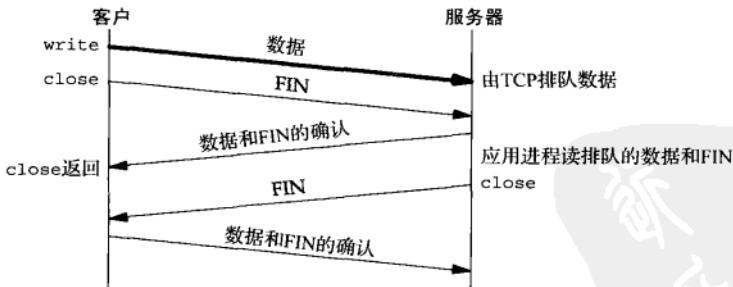 客户
服务器
write
数据
close
FIN
由TCP排队数据
数据和FIN的确认
应用进程读排队的数据和FIN
close返回
FIN
close
数据和FIN的确认